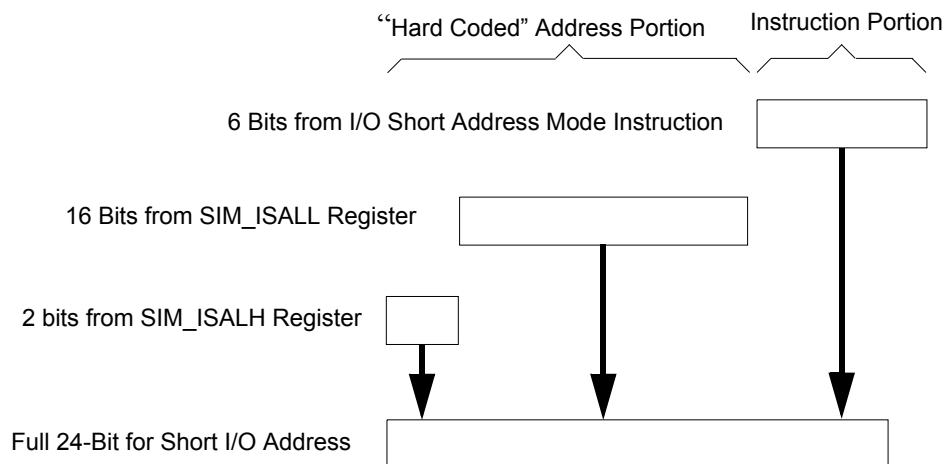 “Hard Coded” Address Portion
Instruction Portion
6 Bits from I/O Short Address Mode Instruction
16 Bits from SIM_ISALL Register
2 bits from SIM_ISALH Register
Full 24-Bit for Short I/O Address